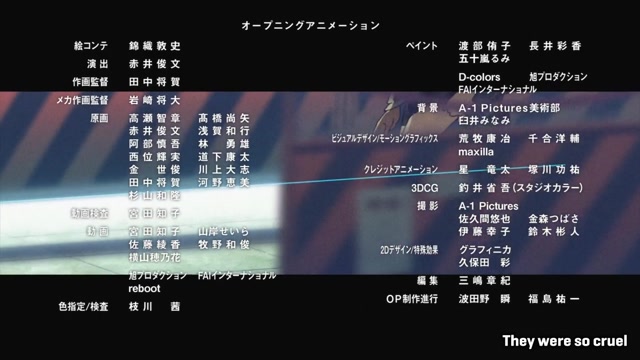 オープニングアニメーション
絵コンテ 錦織敦史
演出 赤井俊文
作画監督 田中将賀
メカ作画監督 岩崎将大
原画 高瀬智章 髙橋尚矢
赤井俊文 浅賀和行
阿部慎吾 林 勇雄
西位輝実 道下康太
金 世俊 川上大志
田中将賀 河野恵美
杉山和隆
動画検査 宮田知子
動画 宮田知子 山岸せいら
佐藤綾香 牧野和俊
横山穂乃花
旭プロダクション FAIインターナショナル
reboot
色指定/検査 枝川 茜
ペイント 渡部侑子 長井彩香
五十嵐るみ
D-colors 旭プロダクション
FAIインターナショナル
背景 A-1 Pictures美術部
臼井みなみ
ビジュアルデザイン/モーショングラフィックス 荒牧康治 千合洋輔
maxilla
クレジットアニメーション 星 竜太 塚川功祐
3DCG 釣井省吾(スタジオカラー)
撮影 A-1 Pictures
佐久間悠也 金森つばさ
伊藤幸子 鈴木彬人
2Dデザイン/特殊効果 グラフィニカ
久保田 彩
編集 三嶋章紀
OP制作進行 波田野 瞬 福島祐一
They were so cruel